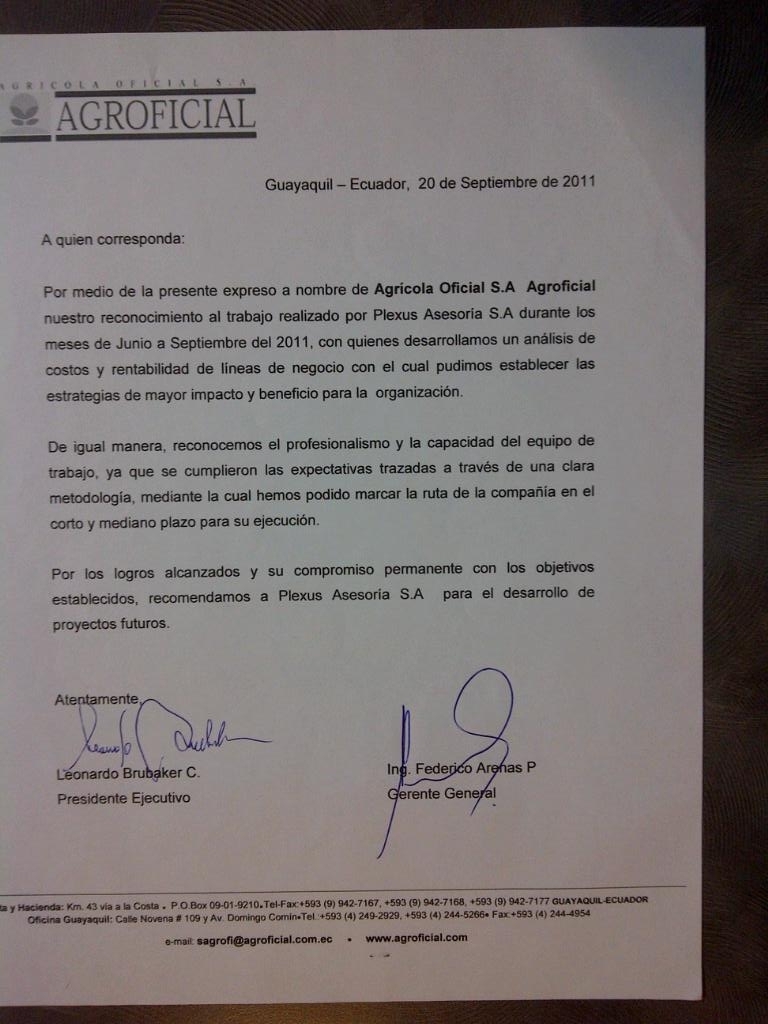 AGRICOLA OFICIAL S.A.
AGROFICIAL
Guayaquil – Ecuador, 20 de Septiembre de 2011
A quien corresponda:
Por medio de la presente expreso a nombre de Agrícola Oficial S.A Agroficial
nuestro reconocimiento al trabajo realizado por Plexus Asesoría S.A durante los
meses de Junio a Septiembre del 2011, con quienes desarrollamos un análisis de
costos y rentabilidad de líneas de negocio con el cual pudimos establecer las
estrategias de mayor impacto y beneficio para la organización.
De igual manera, reconocemos el profesionalismo y la capacidad del equipo de
trabajo, ya que se cumplieron las expectativas trazadas a través de una clara
metodología, mediante la cual hemos podido marcar la ruta de la compañía en el
corto y mediano plazo para su ejecución.
Por los logros alcanzados y su compromiso permanente con los objetivos
establecidos, recomendamos a Plexus Asesoría S.A para el desarrollo de
proyectos futuros.
Atentamente,
Leonardo Brubaker C. Ing. Federico Arenas P
Presidente Ejecutivo Gerente General
ta y Hacienda: Km. 43 vía a la Costa • P.O.Box 09-01-9210•Tel-Fax:+593 (9) 942-7167, +593 (9) 942-7168, +593 (9) 942-7177 GUAYAQUIL-ECUADOR
Oficina Guayaquil: Calle Novena # 109 y Av. Domingo Comín•Tel.:+593 (4) 249-2929, +593 (4) 244-5266• Fax:+593 (4) 244-4954
e-mail: sagrofi@agroficial.com.ec • www.agroficial.com